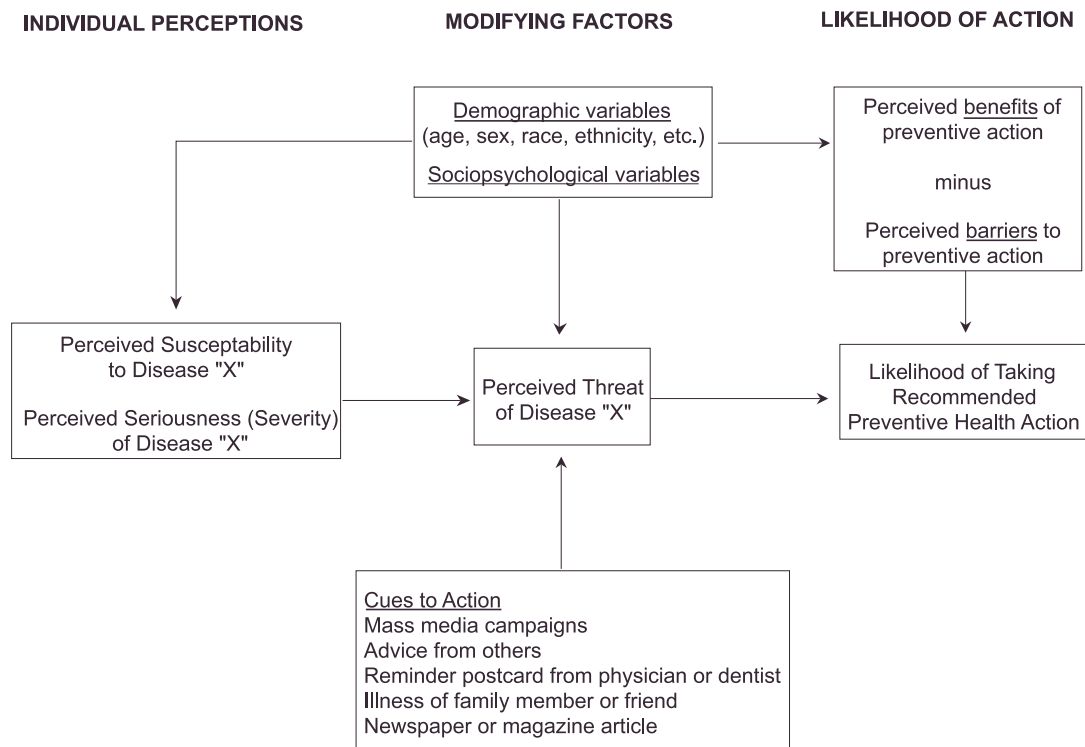 INDIVIDUAL PERCEPTIONS
MODIFYING FACTORS
LIKELIHOOD OF ACTION
Demographic variables
(age, sex, race, ethnicity, etc.)
Sociopsychological variables
Perceived benefits of
preventive action
minus
Perceived barriers to
preventive action
Perceived Susceptability
to Disease "X"
Perceived Seriousness (Severity)
of Disease "X"
Perceived Threat
of Disease "X"
Likelihood of Taking
Recommended
Preventive Health Action
Cues to Action
Mass media campaigns
Advice from others
Reminder postcard from physician or dentist
Illness of family member or friend
Newspaper or magazine article